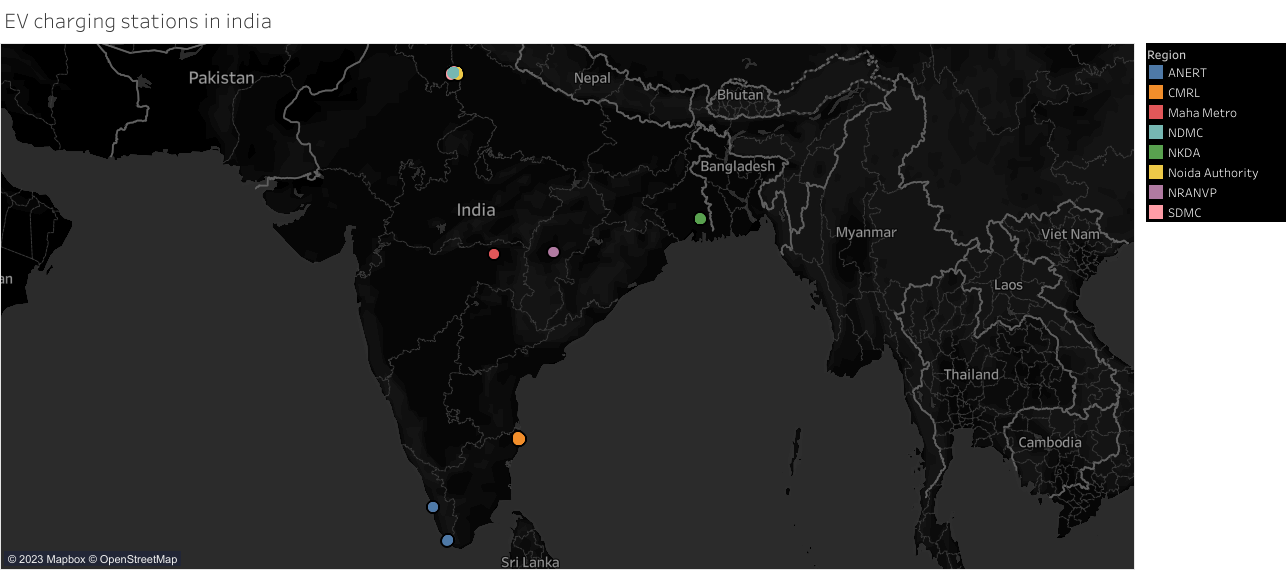 EV charging stations in india
Pakistan
Nepal
Bhutan
Bangladesh
India
Myanmar
Viet Nam
an
Laos
Thailand
Cambodia
Sri Lanka
© 2023 Mapbox © OpenStreetMap
Region
ANERT
CMRL
Maha Metro
NDMC
NKDA
Noida Authority
NRANVP
SDMC